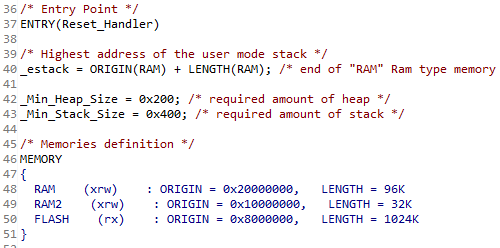 36 /* Entry Point */
37 ENTRY(Reset_Handler)
38
39 /* Highest address of the user mode stack */
40 _estack = ORIGIN(RAM) + LENGTH(RAM); /* end of "RAM" Ram type memory
41
42 _Min_Heap_Size = 0x200; /* required amount of heap */
43 _Min_Stack_Size = 0x400; /* required amount of stack */
44
45 /* Memories definition */
46 MEMORY
47 {
48   RAM    (xrw)    : ORIGIN = 0x20000000,   LENGTH = 96K
49   RAM2    (xrw)    : ORIGIN = 0x10000000,    LENGTH = 32K
50   FLASH    (rx)    : ORIGIN = 0x8000000,   LENGTH = 1024K
51 }